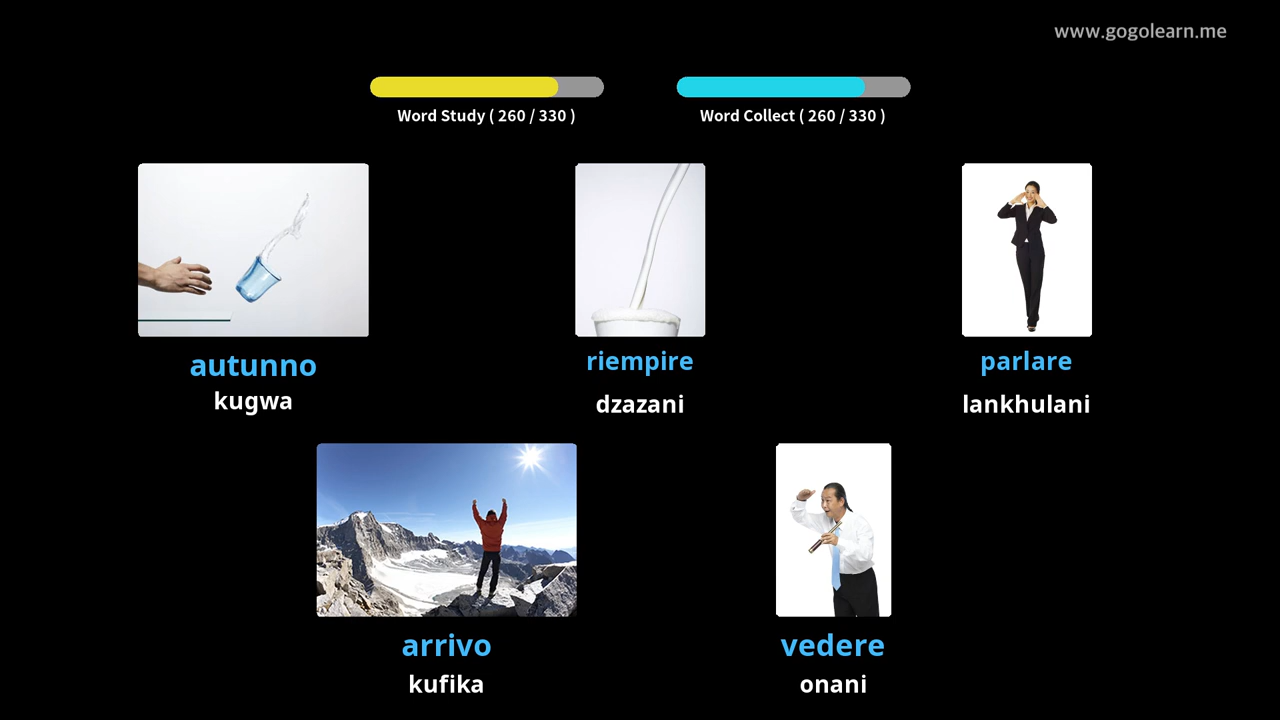 www.gogolearn.me
Word Study ( 260 / 330 )
Word Collect ( 260 / 330 )
autunno
kugwa
riempire
dzazani
parlare
lankhulani
arrivo
kufika
vedere
onani